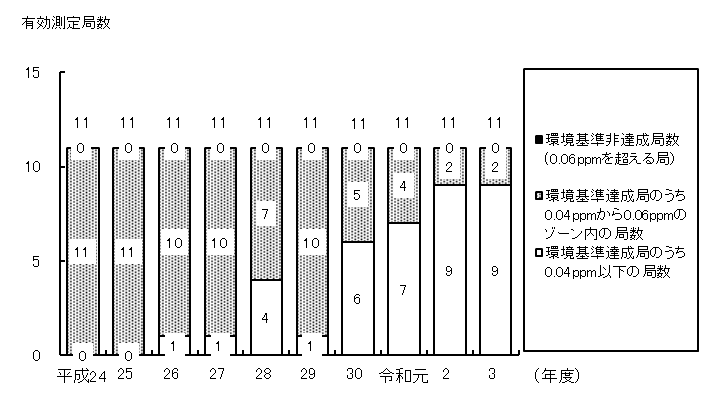 有効測定局数
15
11 11 11 11 11 11 11 11 11 11
0 0 0 0 0 0 0 0 0 0
■環境基準非達成局数
(0.06ppmを超える局)
10
2 2
5 4
7
環境基準達成局のうち
0.04ppmから0.06ppmの
ゾーン内の局数
11 11 10 10 10
5
9 9
6 7
4
□環境基準達成局のうち
0.04ppm以下の局数
1 1 1
0
0 0
平成24 25 26 27 28 29 30 令和元 2 3 (年度)